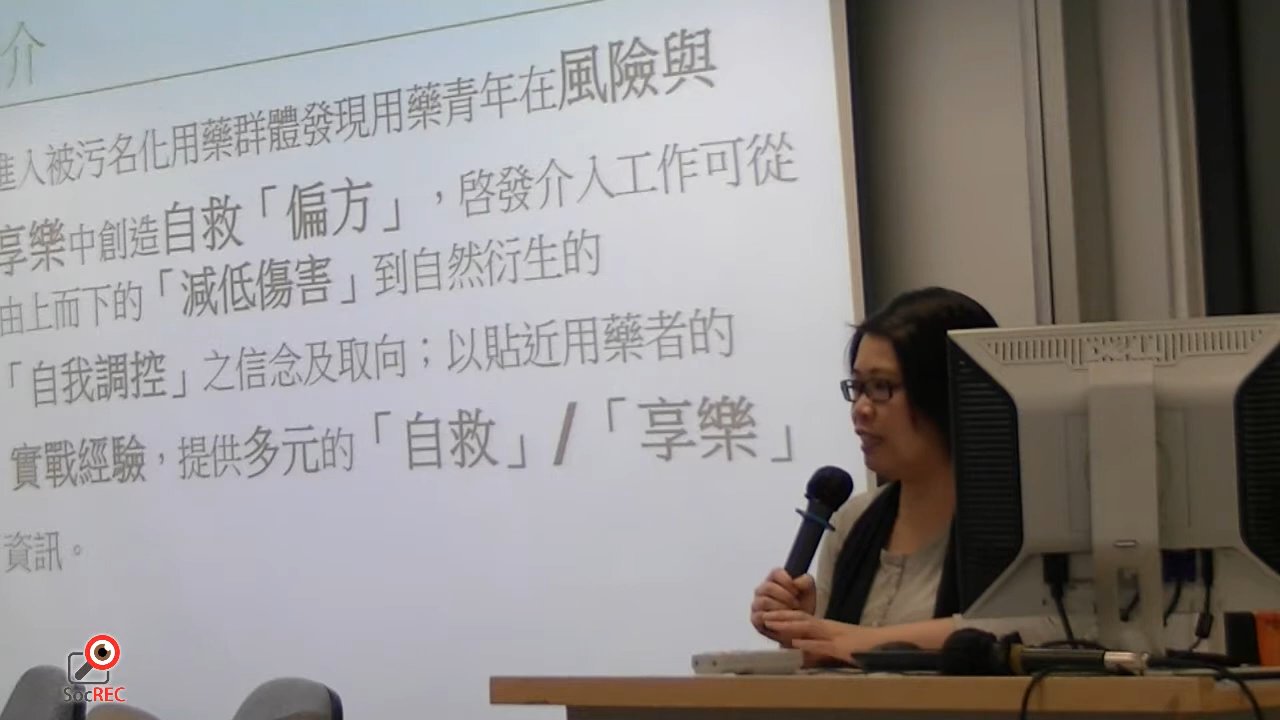 介
進入被污名化用藥群體發現用藥青年在風險與
享樂中創造自救「偏方」，啓發介入工作可從
由上而下的「減低傷害」到自然衍生的
「自我調控」之信念及取向；以貼近用藥者的
實戰經驗，提供多元的「自救」/「享樂」
資訊。
SocREC